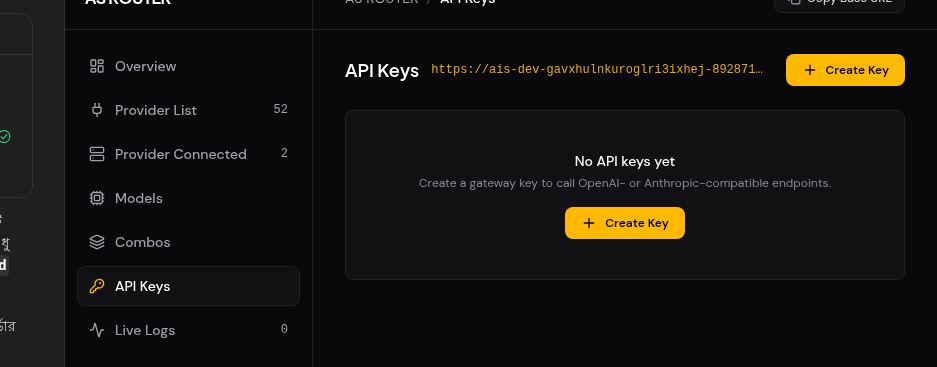 API Keys
Overview
Provider List 52
Provider Connected 2
Models
Combos
API Keys
Live Logs 0
API Keys https://ais-dev-gavxhulnkuroglri3ixhej-892871… + Create Key
No API keys yet
Create a gateway key to call OpenAI- or Anthropic-compatible endpoints.
+ Create Key